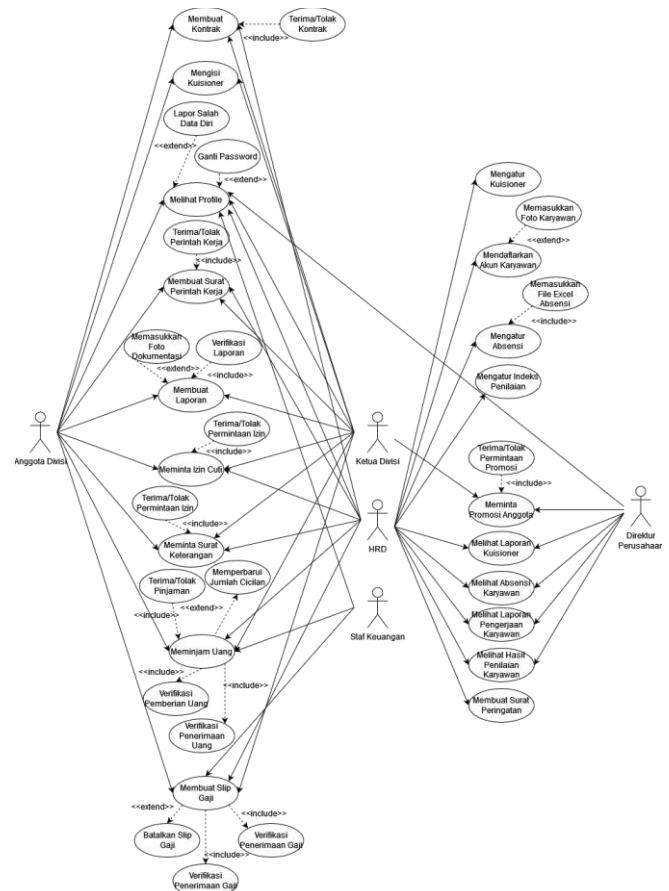 Membuat
Kontrak
Terima/Tolak
Kontrak
<<include>>
Mengisi
Kuisioner
Lapor Salah
Data Diri
<<extend>>
Ganti Password
<<extend>>
Melihat Profile
Terima/Tolak
Perintah Kerja
<<include>>
Membuat Surat
Perintah Kerja
Memasukkan
Foto
Dokumentasi
Verifikasi
Laporan
<<extend>>
<<include>>
Membuat
Laporan
Terima/Tolak
Permintaan Izin
<<include>>
Meminta Izin Cuti
Terima/Tolak
Permintaan Izin
<<include>>
Meminta Surat
Keterangan
Terima/Tolak
Pinjaman
Memperbarui
Jumlah Cicilan
<<extend>>
<<include>>
Meminjam Uang
<<include>>
<<include>>
Verifikasi
Pemberian Uang
Verifikasi
Penerimaan
Uang
Membuat Slip
Gaji
<<extend>>
<<include>>
Batalkan Slip
Gaji
Verifikasi
Penerimaan Gaji
<<include>>
Verifikasi
Penerimaan Gaji
Anggota Divisi
Ketua Divisi
HRD
Staf Keuangan
Mengatur
Kuisioner
Memasukkan
Foto Karyawan
<<extend>>
Mendaftarkan
Akun Karyawan
Memasukkan
File Excel
Absensi
<<include>>
Mengatur
Absensi
Mengatur Indeks
Penilaian
Terima/Tolak
Permintaan
Promosi
<<include>>
Meminta
Promosi Anggota
Melihat Laporan
Kuisioner
Melihat Absensi
Karyawan
Melihat Laporan
Pengerjaan
Karyawan
Melihat Hasil
Penilaian
Karyawan
Membuat Surat
Peringatan
Direktur
Perusahaar